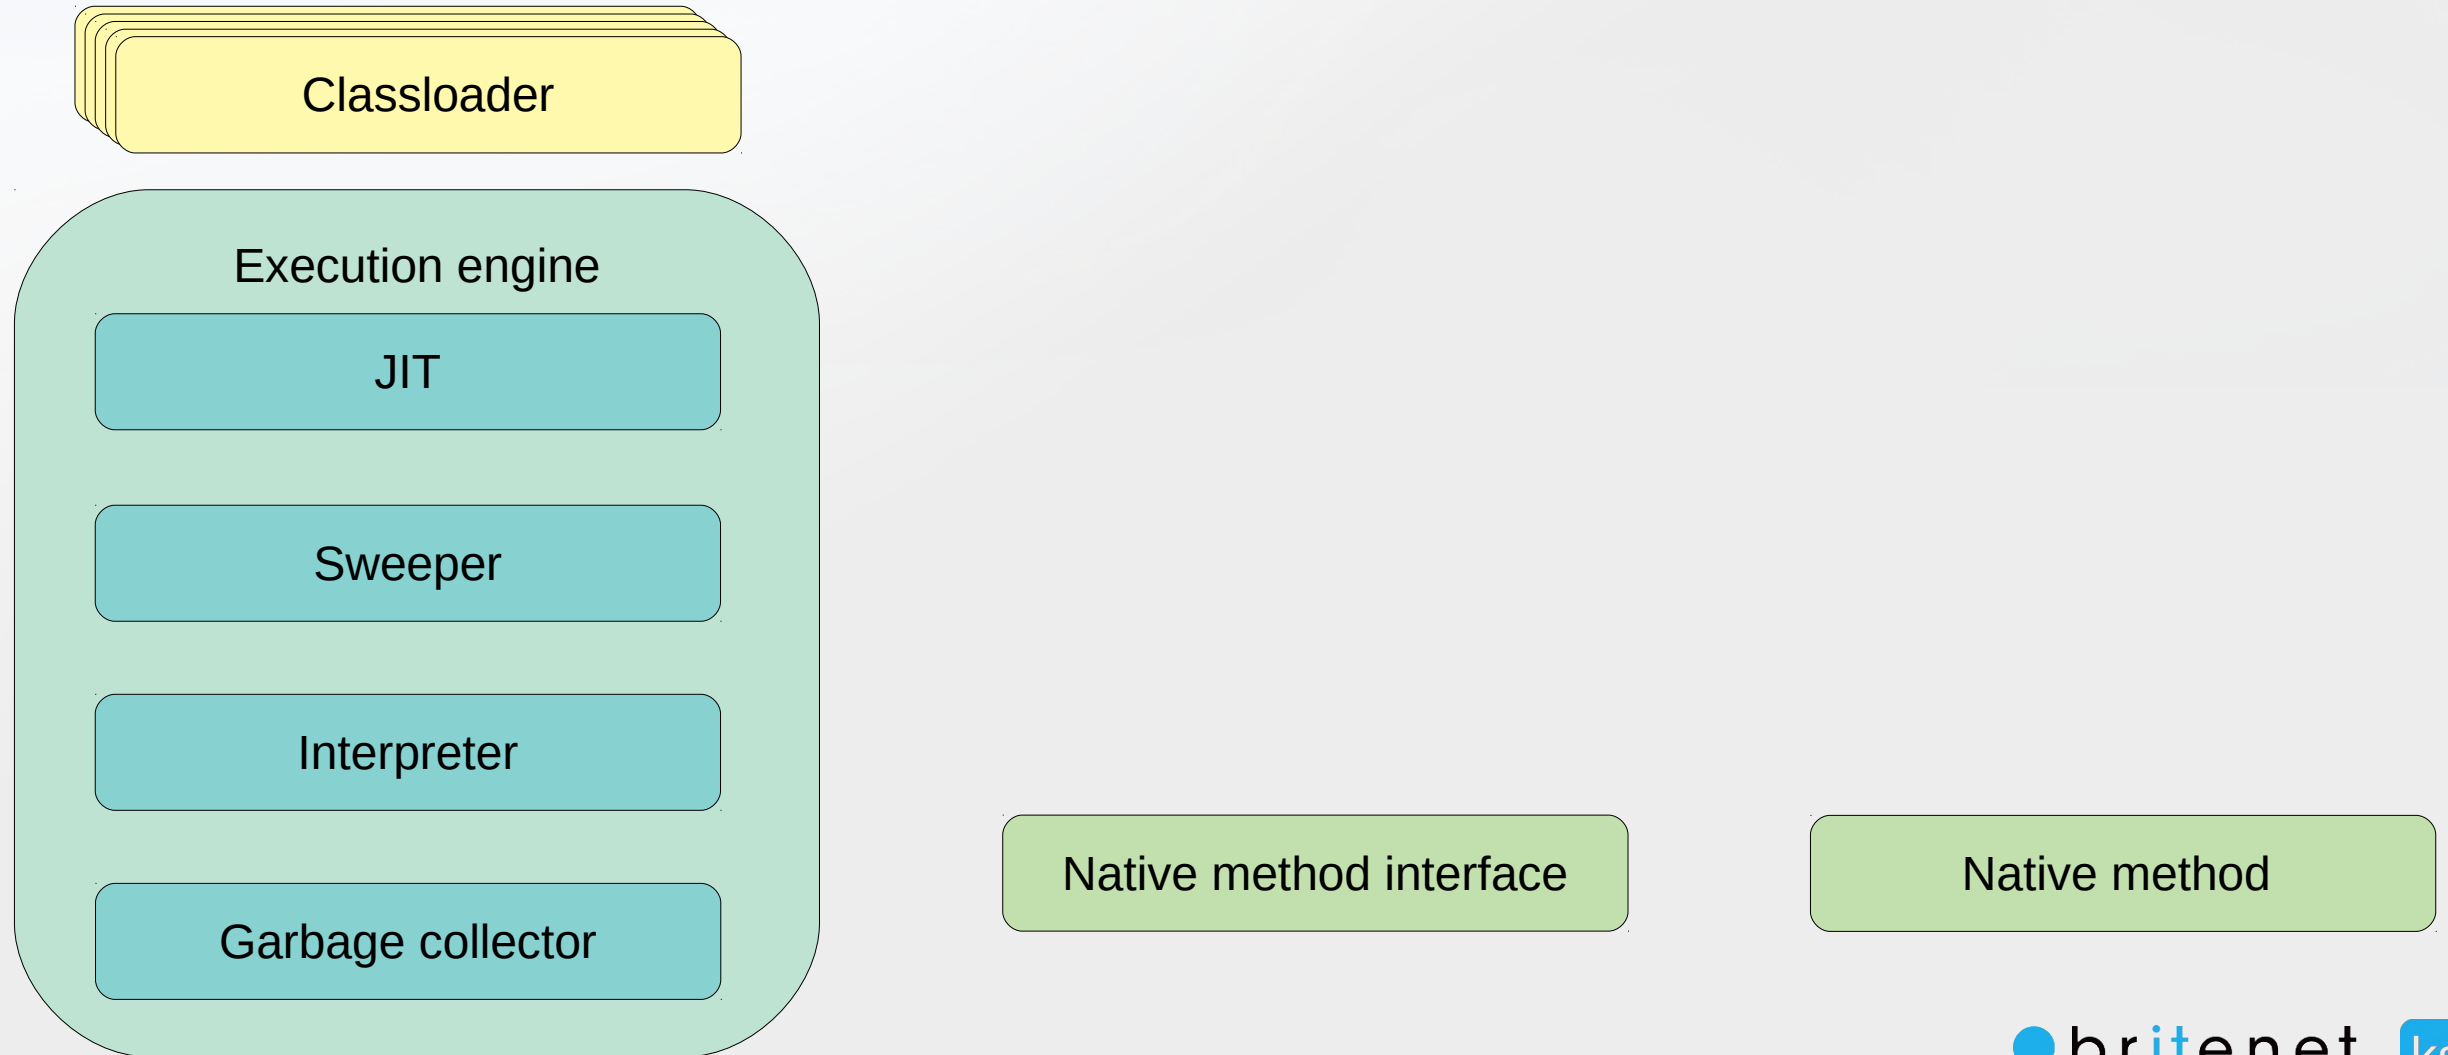 Classloader
Execution engine
JIT
Sweeper
Interpreter
Garbage collector
Native method interface
Native method
britenet